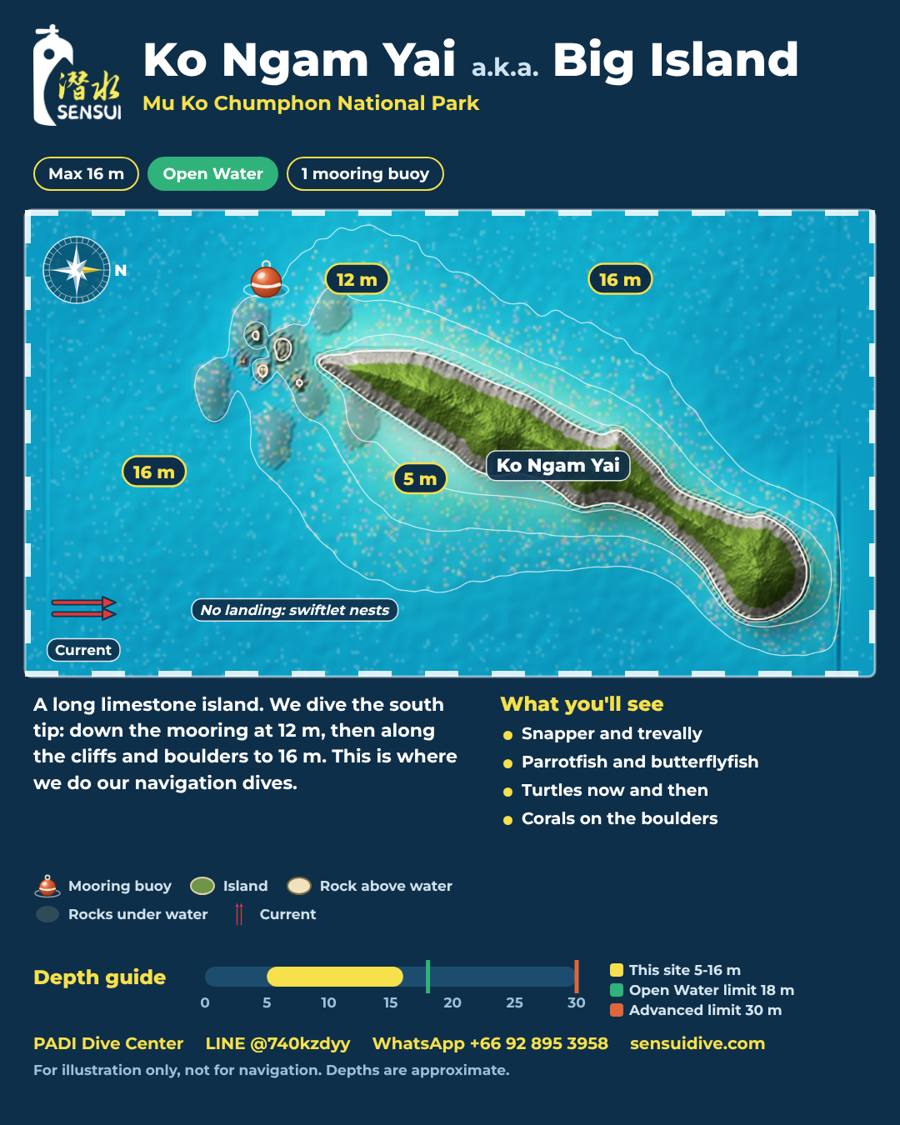 潜水
SENSUI
Ko Ngam Yai a.k.a. Big Island
Mu Ko Chumphon National Park
Max 16 m
Open Water
1 mooring buoy
N
12 m
16 m
16 m
5 m
Ko Ngam Yai
No landing: swiftlet nests
Current
A long limestone island. We dive the south
tip: down the mooring at 12 m, then along
the cliffs and boulders to 16 m. This is where
we do our navigation dives.
What you'll see
Snapper and trevally
Parrotfish and butterflyfish
Turtles now and then
Corals on the boulders
Mooring buoy
Island
Rock above water
Rocks under water
Current
Depth guide
0 5 10 15 20 25 30
This site 5-16 m
Open Water limit 18 m
Advanced limit 30 m
PADI Dive Center LINE @740kzdyy WhatsApp +66 92 895 3958 sensuidive.com
For illustration only, not for navigation. Depths are approximate.